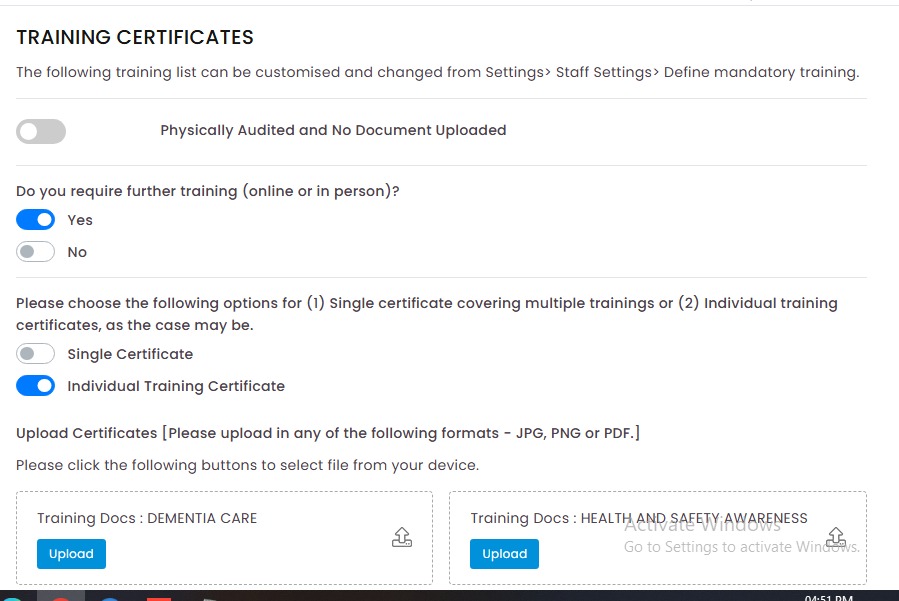 TRAINING CERTIFICATES
The following training list can be customised and changed from Settings> Staff Settings> Define mandatory training.
Physically Audited and No Document Uploaded
Do you require further training (online or in person)?
Yes
No
Please choose the following options for (1) Single certificate covering multiple trainings or (2) Individual training
certificates, as the case may be.
Single Certificate
Individual Training Certificate
Upload Certificates [Please upload in any of the following formats - JPG, PNG or PDF.]
Please click the following buttons to select file from your device.
Training Docs : DEMENTIA CARE
Upload
Training Docs : HEALTH AND SAFETY AWARENESS
Upload
Activate Windows
Go to Settings to activate Windows.
04:51 PM